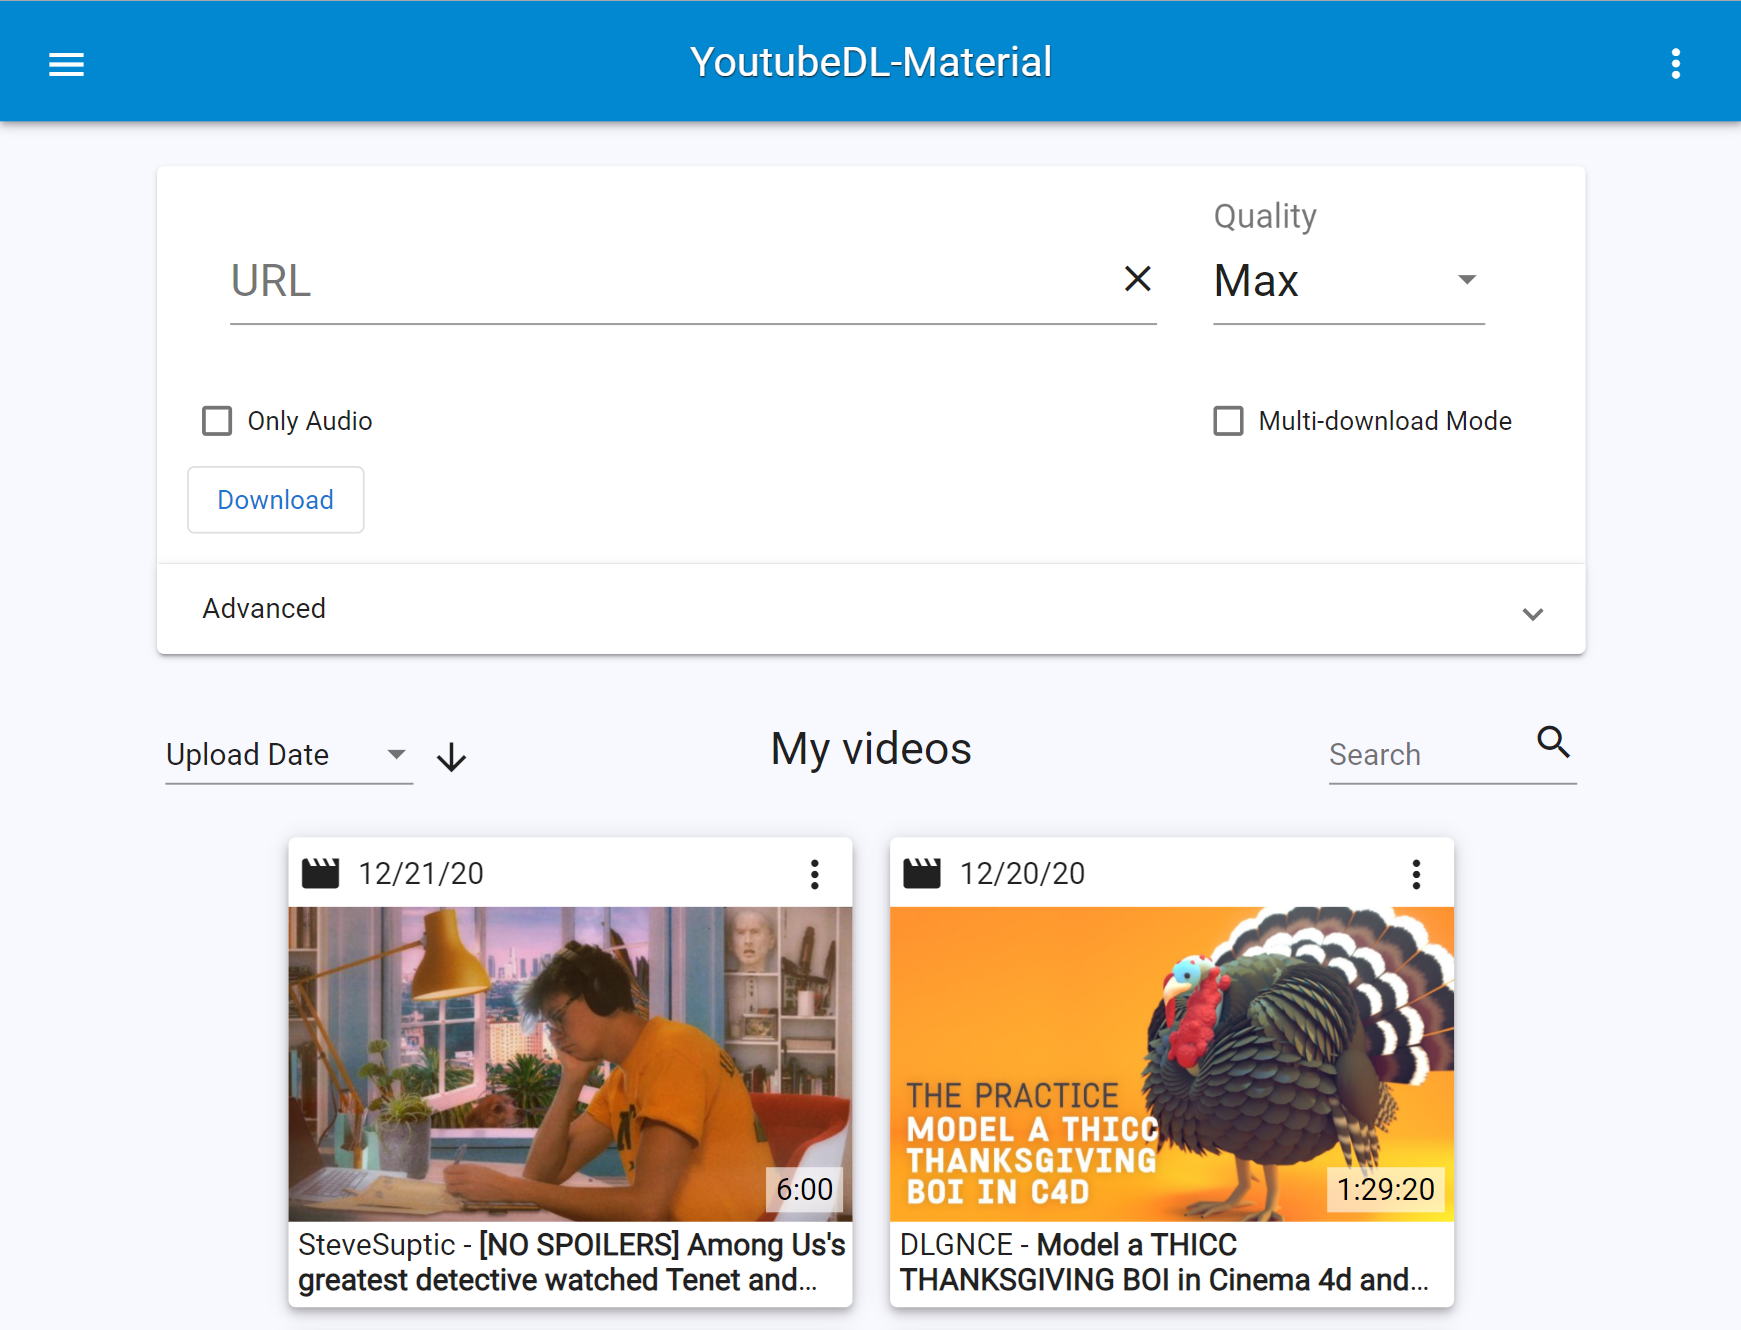 YoutubeDL-Material
Quality
URL
Max
Only Audio
Multi-download Mode
Download
Advanced
Upload Date
My videos
Search
12/21/20
6:00
SteveSuptic - [NO SPOILERS] Among Us's
greatest detective watched Tenet and...
12/20/20
THE PRACTICE
MODEL A THICC
THANKSGIVING
BOI IN C4D
1:29:20
DLGNCE - Model a THICC
THANKSGIVING BOI in Cinema 4d and...